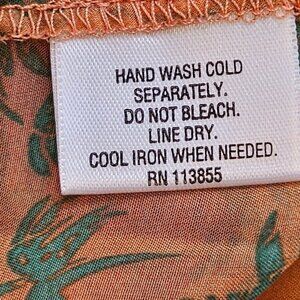 HAND WASH COLD
SEPARATELY.
DO NOT BLEACH.
LINE DRY.
COOL IRON WHEN NEEDED.
RN 113855